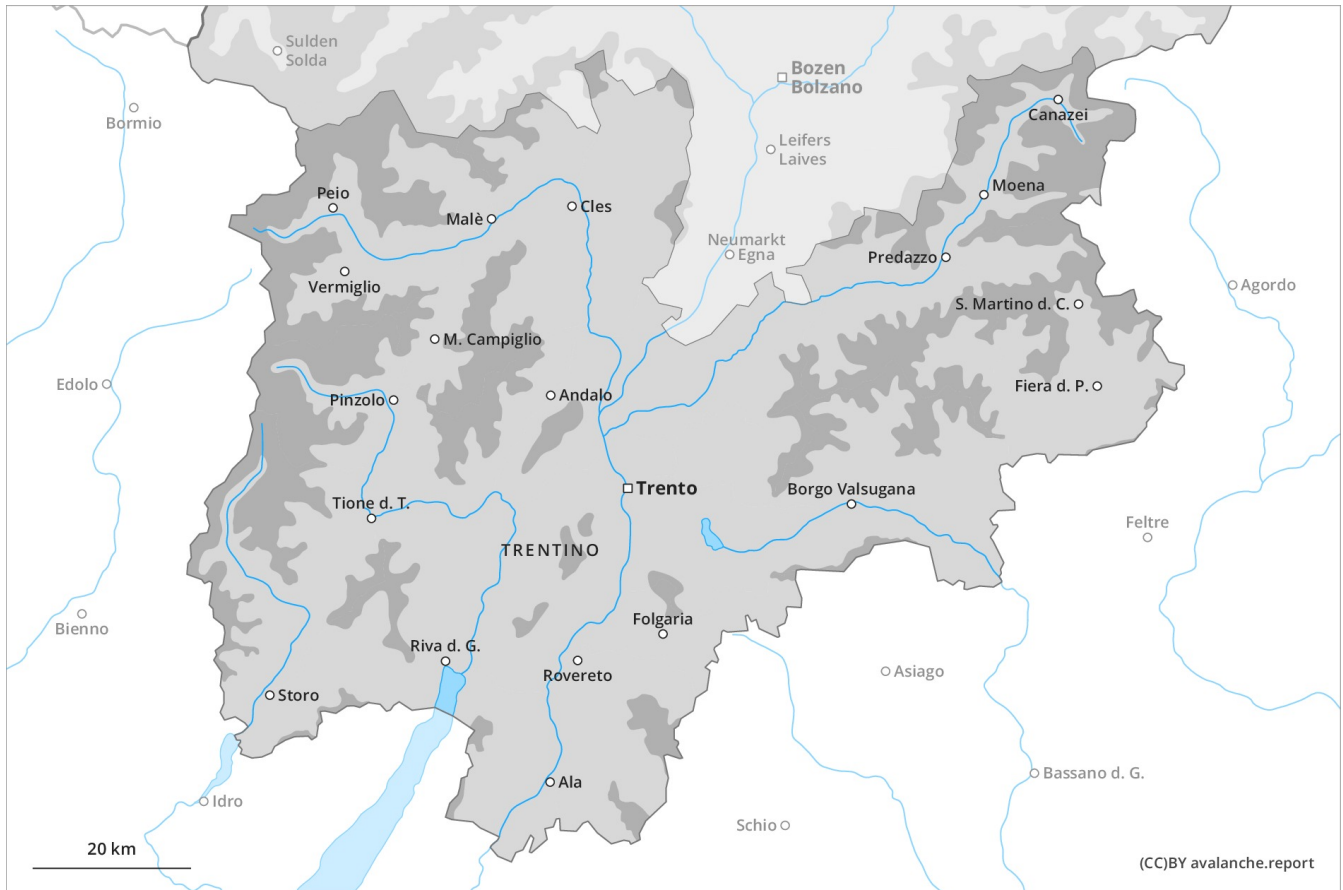 Sulden
Solda
Bozen
Bolzano
Bormio
Canazei
Leifers
Laives
Peio
Moena
Malè
Cles
Neumarkt
Egna
Predazzo
Vermiglio
Agordo
S. Martino d. C.
M. Campiglio
Edolo
Fiera d. P.
Andalo
Pinzolo
Trento
Borgo Valsugana
Tione d. T.
Feltre
TRENTINO
Folgaria
Bienno
Riva d. G.
Rovereto
Asiago
Storo
Bassano d. G.
Ala
Idro
Schio
20 km
(CC)BY avalanche.report